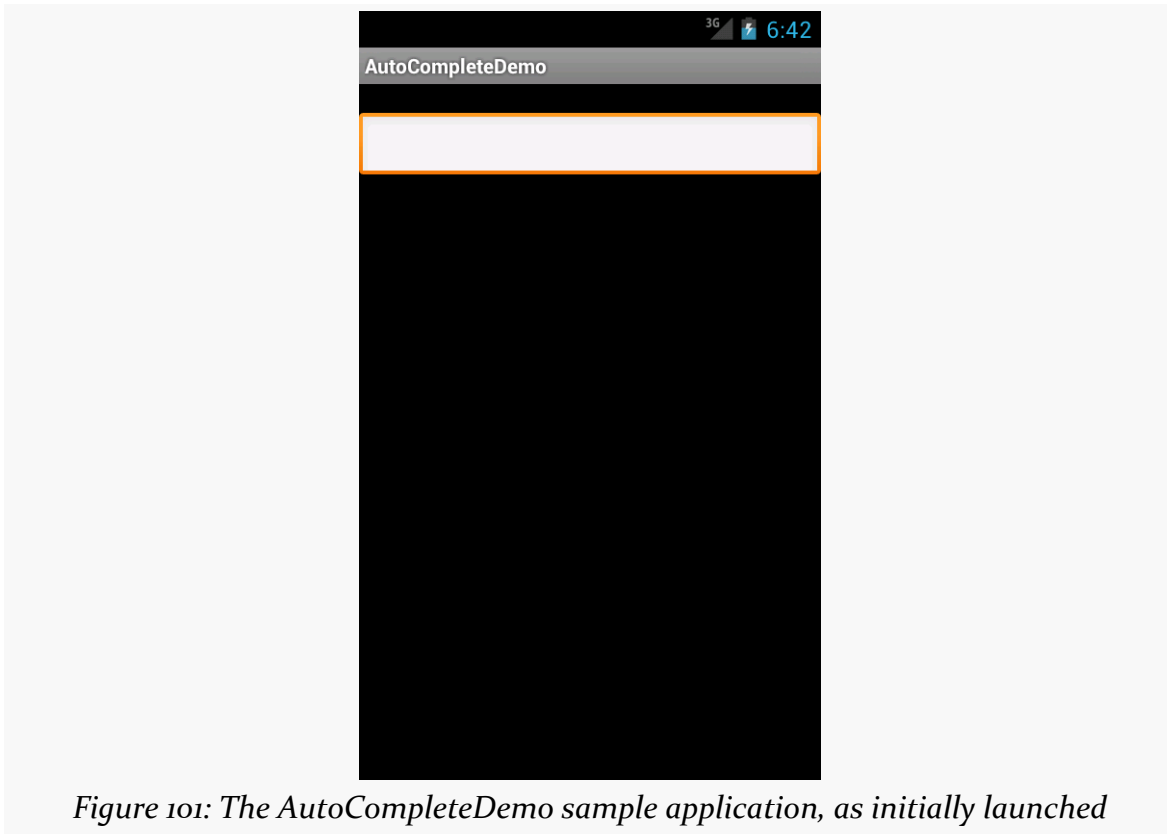 3G 6:42
AutoCompleteDemo
Figure 101: The AutoCompleteDemo sample application, as initially launched